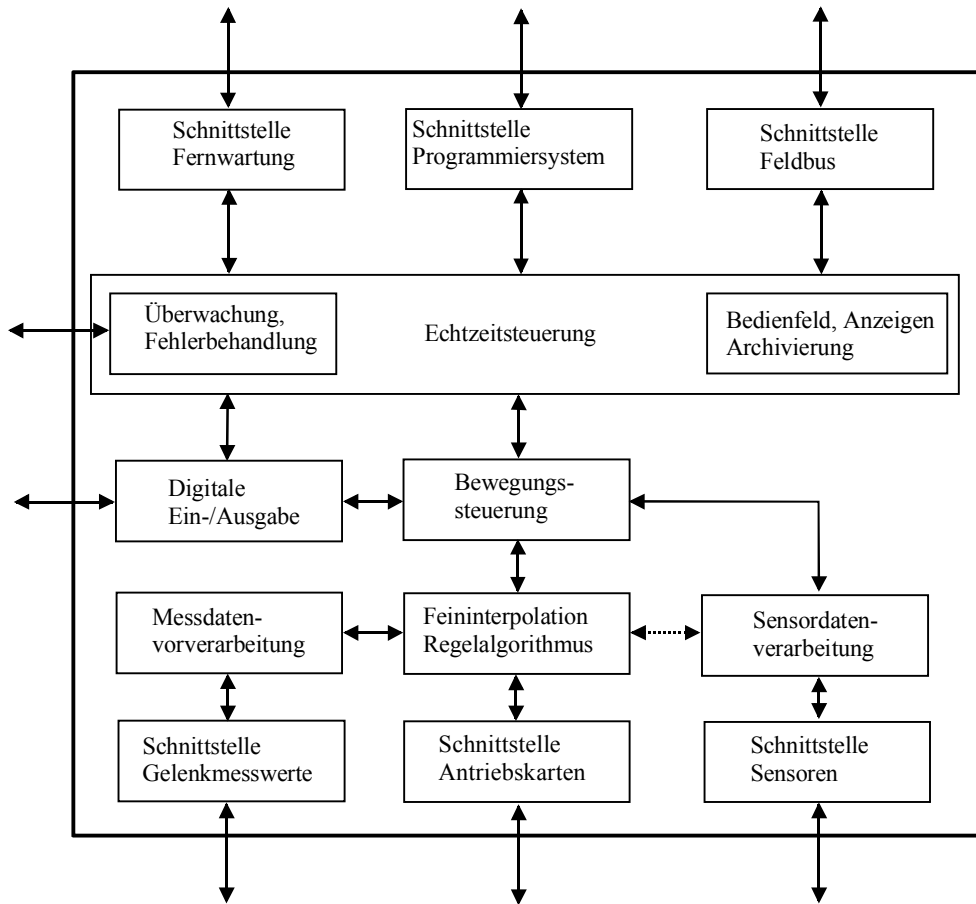 Schnittstelle
Fernwartung
Schnittstelle
Programmiersystem
Schnittstelle
Feldbus
Überwachung,
Fehlerbehandlung
Echtzeitsteuerung
Bedienfeld, Anzeigen
Archivierung
Digitale
Ein-/Ausgabe
Bewegungs-
steuerung
Messdaten-
vorverarbeitung
Feininterpolation
Regelalgorithmus
Sensordaten-
verarbeitung
Schnittstelle
Gelenkmesswerte
Schnittstelle
Antriebskarten
Schnittstelle
Sensoren